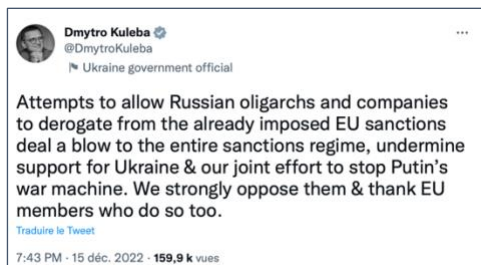 Dmytro Kuleba
@DmytroKuleba
Ukraine government official
Attempts to allow Russian oligarchs and companies
to derogate from the already imposed EU sanctions
deal a blow to the entire sanctions regime, undermine
support for Ukraine & our joint effort to stop Putin's
war machine. We strongly oppose them & thank EU
members who do so too.
Traduire le Tweet
7:43 PM · 15 déc. 2022 · 159,9 k vues